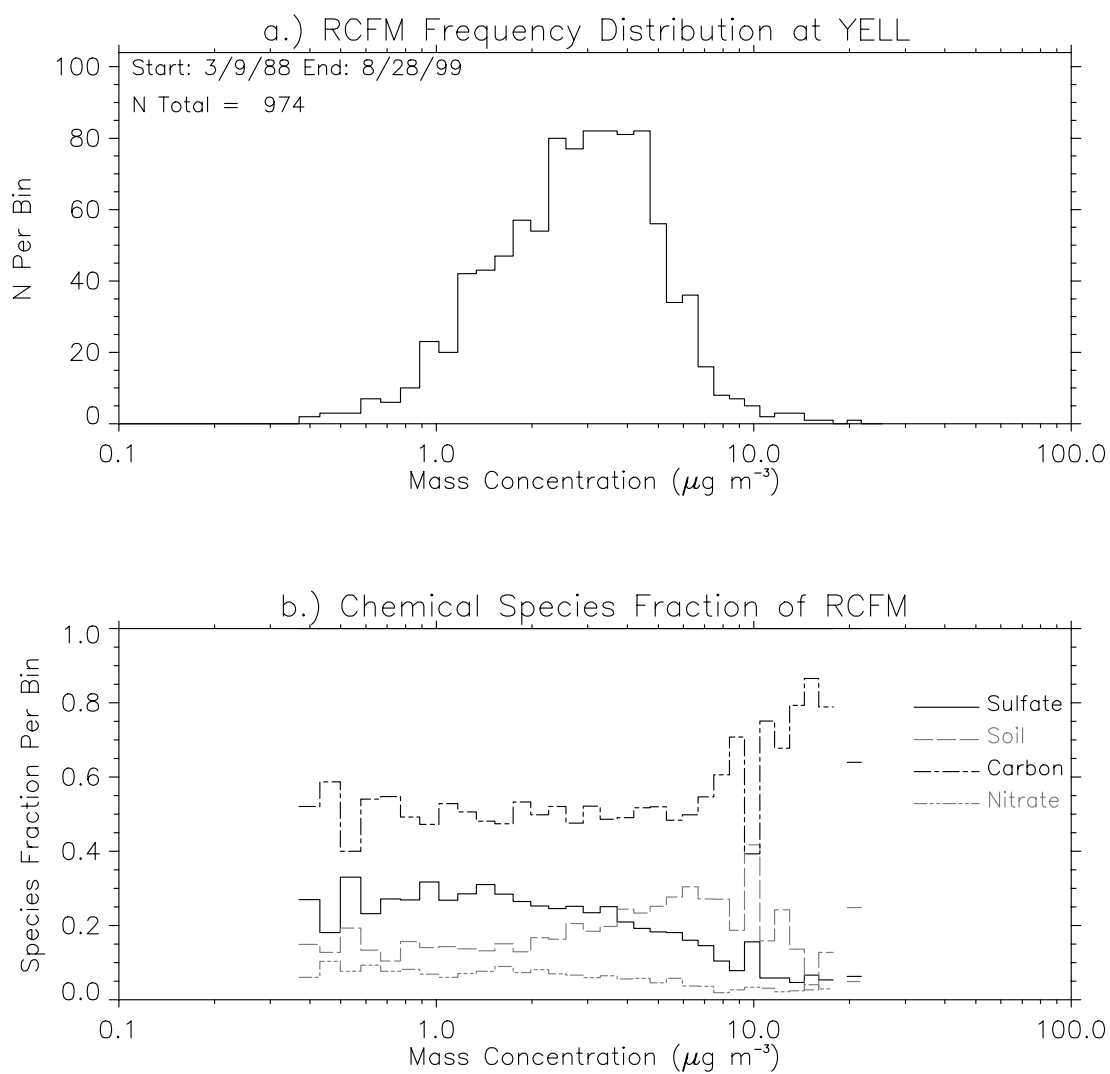 a.) RCFM Frequency Distribution at YELL
100
Start: 3/9/88 End: 8/28/99
N Total = 974
80
60
40
20
0
N Per Bin
0.1 1.0 10.0 100.0
Mass Concentration (μg m⁻³)
b.) Chemical Species Fraction of RCFM
1.0
0.8
0.6
0.4
0.2
0.0
Species Fraction Per Bin
Sulfate
Soil
Carbon
Nitrate
0.1 1.0 10.0 100.0
Mass Concentration (μg m⁻³)